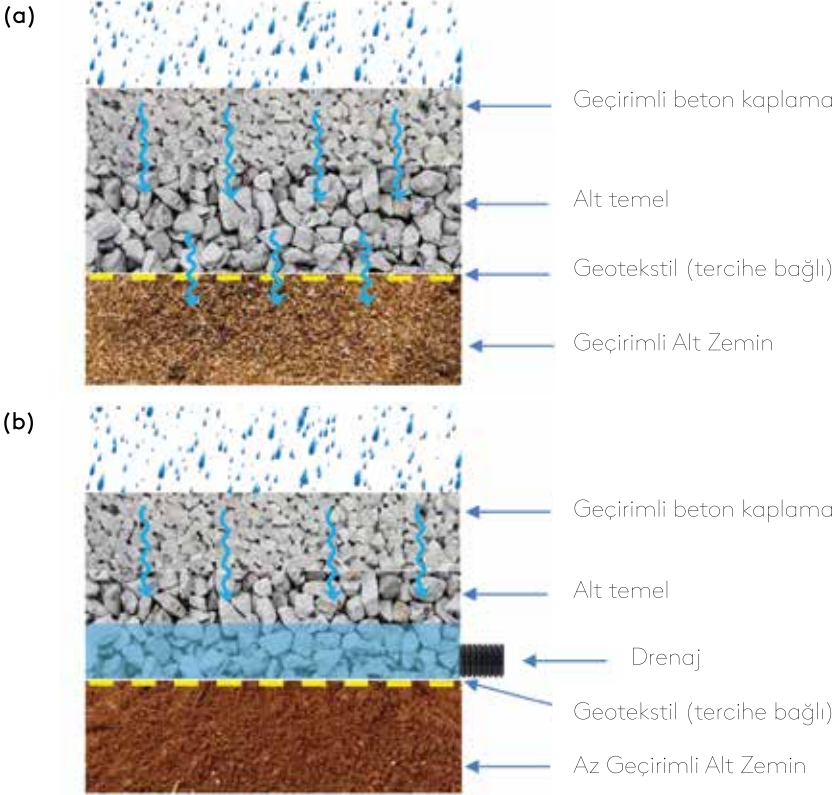 (a)
Geçirimli beton kaplama
Alt temel
Geotekstil (tercihe bağlı)
Geçirimli Alt Zemin
(b)
Geçirimli beton kaplama
Alt temel
Drenaj
Geotekstil (tercihe bağlı)
Az Geçirimli Alt Zemin